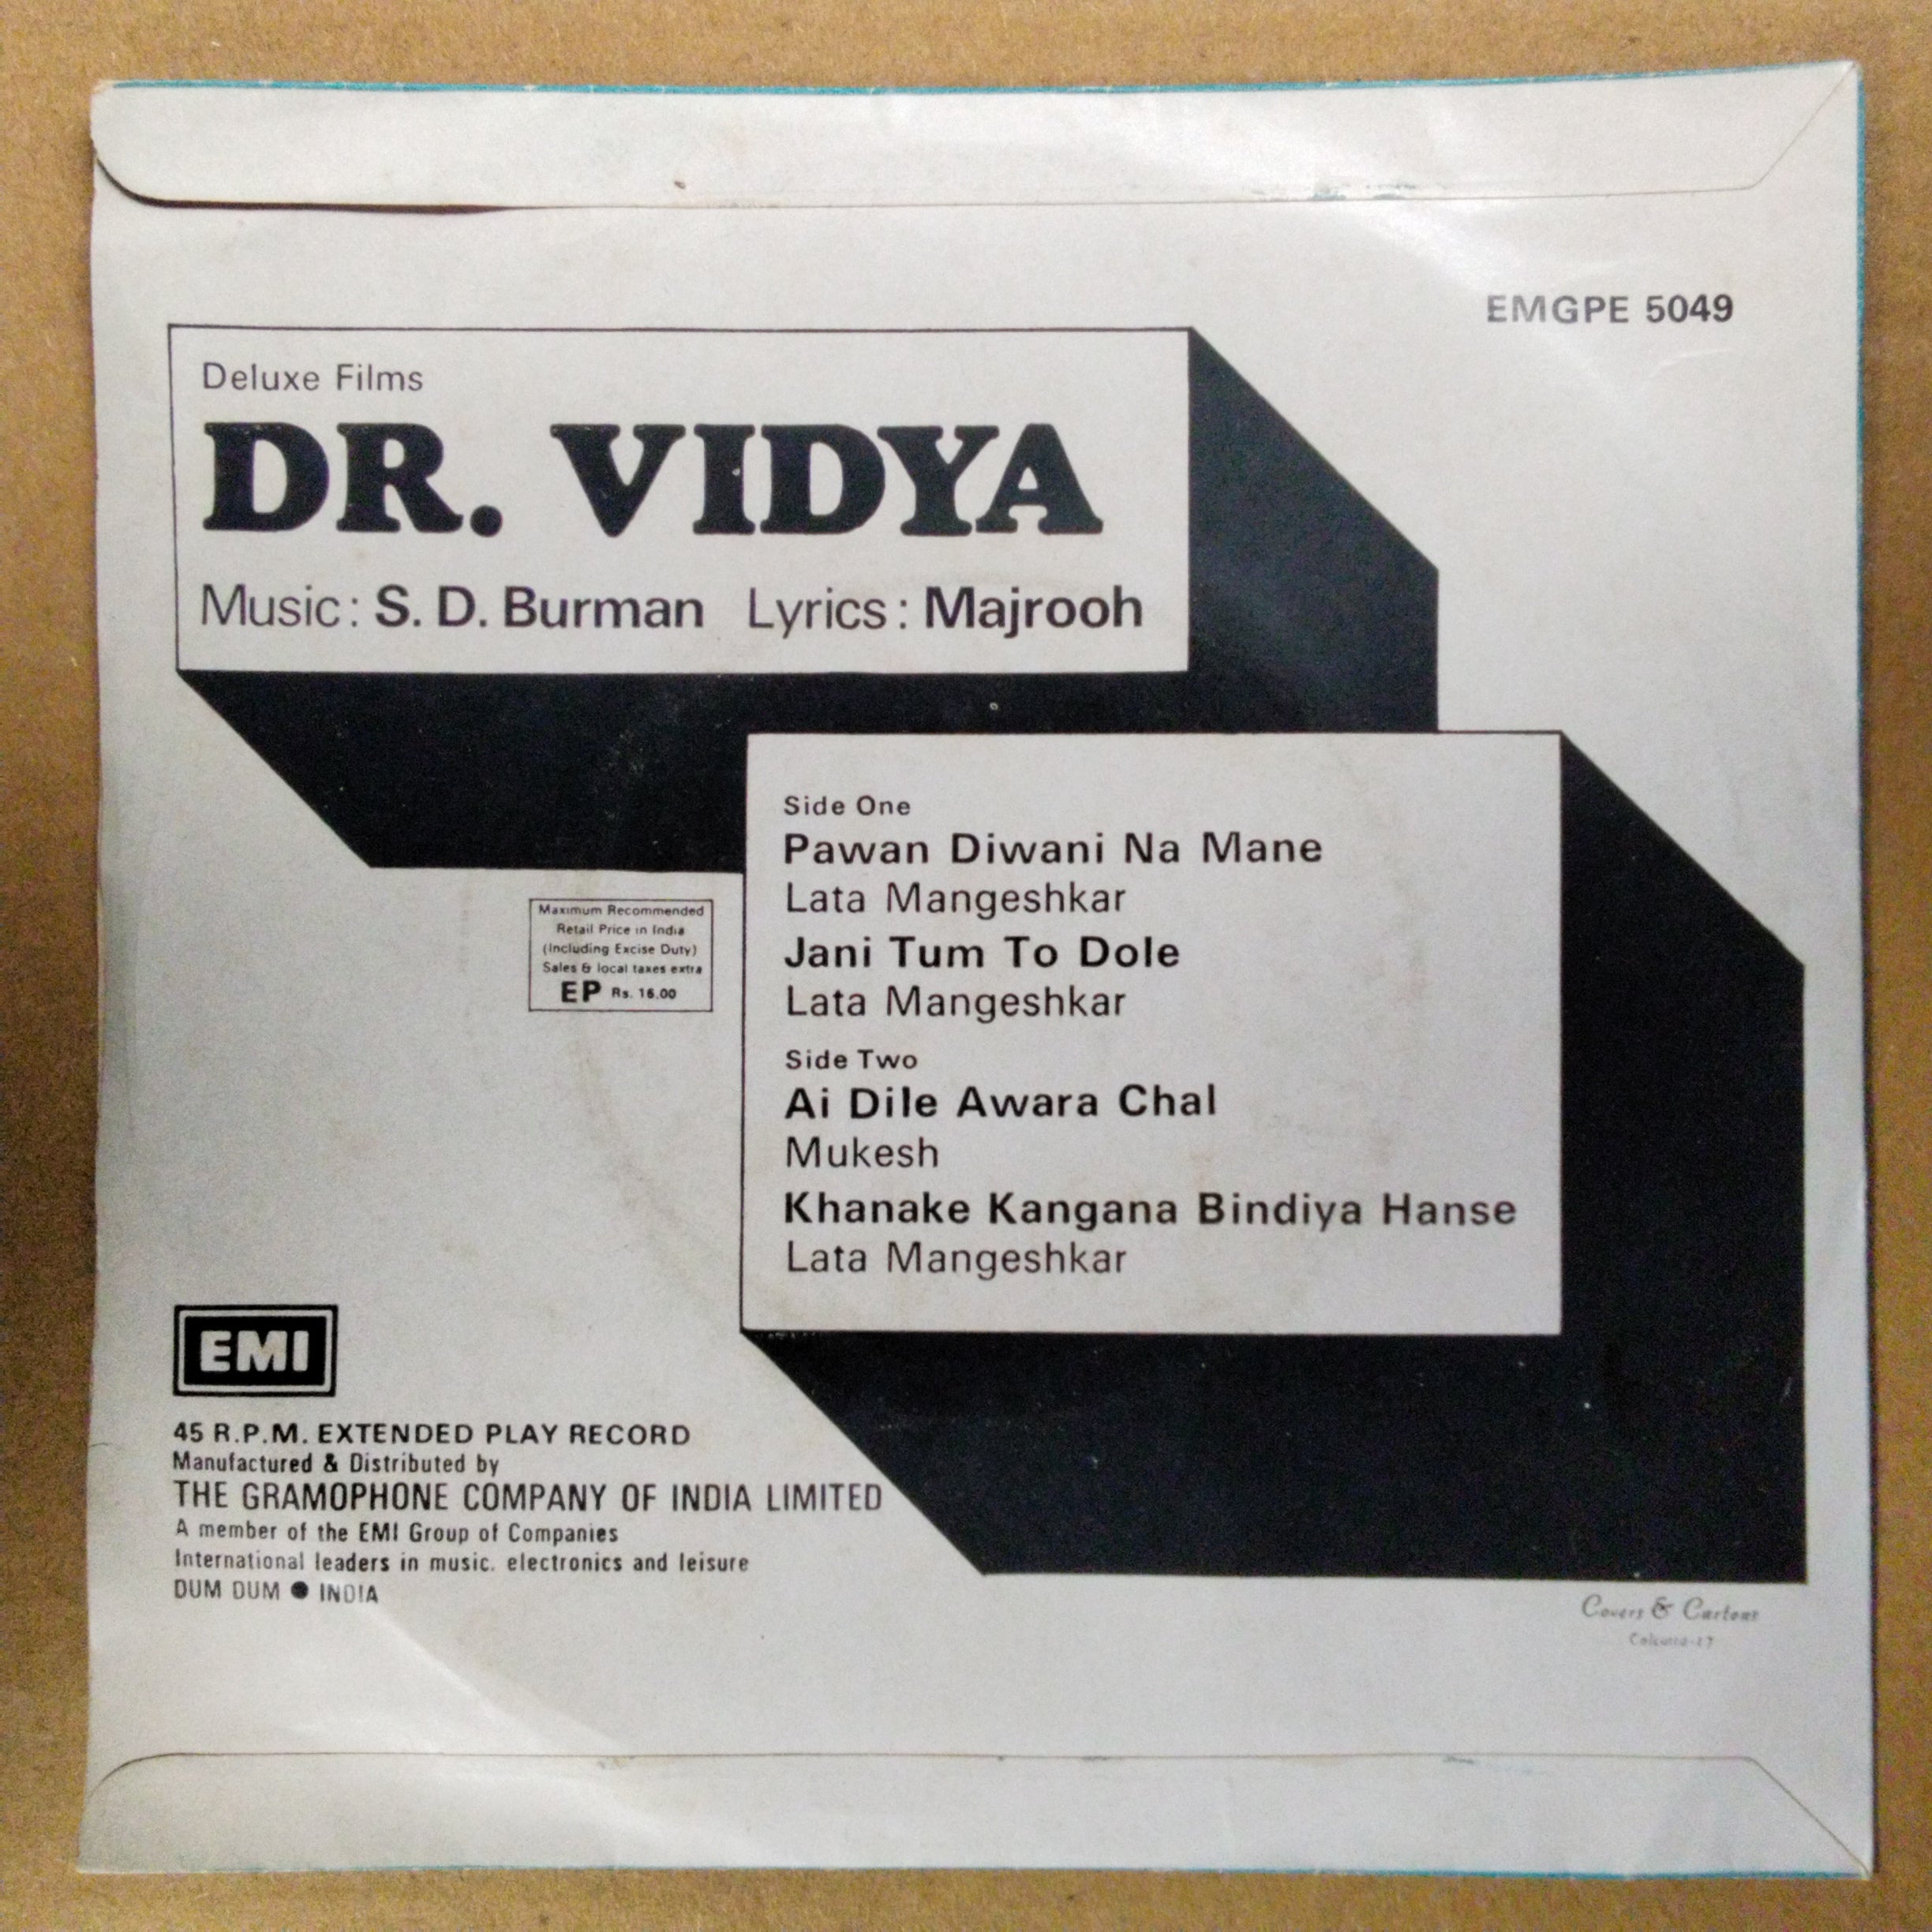 EMGPE 5049
Deluxe Films
DR. VIDYA
Music: S. D. Burman Lyrics: Majrooh
Side One
Pawan Diwani Na Mane
Lata Mangeshkar
Jani Tum To Dole
Lata Mangeshkar
Side Two
Ai Dile Awara Chal
Mukesh
Khanake Kangana Bindiya Hanse
Lata Mangeshkar
Maximum Recommended
Retail Price in India
(Including Excise Duty)
Sales & local taxes extra
EP Rs. 16.00
EMI
45 R.P.M. EXTENDED PLAY RECORD
Manufactured & Distributed by
THE GRAMOPHONE COMPANY OF INDIA LIMITED
A member of the EMI Group of Companies
International leaders in music. electronics and leisure
DUM DUM ● INDIA
Covers & Cartons